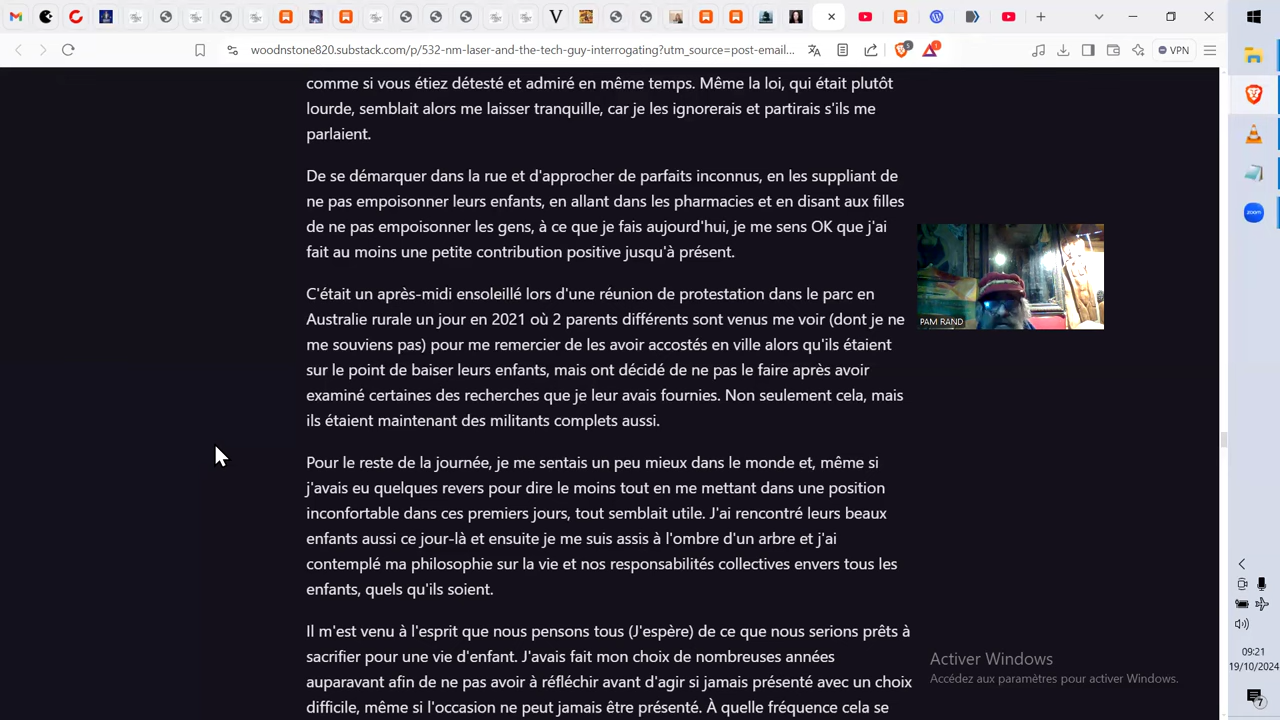 woodnstone820.substack.com/p/532-nm-laser-and-the-tech-guy-interrogating?utm_source=post-email...
VPN
comme si vous étiez détesté et admiré en même temps. Même la loi, qui était plutôt
lourde, semblait alors me laisser tranquille, car je les ignorerais et partirais s'ils me
parlaient.
De se démarquer dans la rue et d'approcher de parfaits inconnus, en les suppliant de
ne pas empoisonner leurs enfants, en allant dans les pharmacies et en disant aux filles
de ne pas empoisonner les gens, à ce que je fais aujourd'hui, je me sens OK que j'ai
fait au moins une petite contribution positive jusqu'à présent.
PAM RAND
C'était un après-midi ensoleillé lors d'une réunion de protestation dans le parc en
Australie rurale un jour en 2021 où 2 parents différents sont venus me voir (dont je ne
me souviens pas) pour me remercier de les avoir accostés en ville alors qu'ils étaient
sur le point de baiser leurs enfants, mais ont décidé de ne pas le faire après avoir
examiné certaines des recherches que je leur avais fournies. Non seulement cela, mais
ils étaient maintenant des militants complets aussi.
Pour le reste de la journée, je me sentais un peu mieux dans le monde et, même si
j'avais eu quelques revers pour dire le moins tout en me mettant dans une position
inconfortable dans ces premiers jours, tout semblait utile. J'ai rencontré leurs beaux
enfants aussi ce jour-là et ensuite je me suis assis à l'ombre d'un arbre et j'ai
contemplé ma philosophie sur la vie et nos responsabilités collectives envers tous les
enfants, quels qu'ils soient.
Il m'est venu à l'esprit que nous pensons tous (J'espère) de ce que nous serions prêts à
sacrifier pour une vie d'enfant. J'avais fait mon choix de nombreuses années
auparavant afin de ne pas avoir à réfléchir avant d'agir si jamais présenté avec un choix
difficile, même si l'occasion ne peut jamais être présenté. À quelle fréquence cela se
Activer Windows
Accédez aux paramètres pour activer Windows.
zoom
09:21
19/10/2024
7